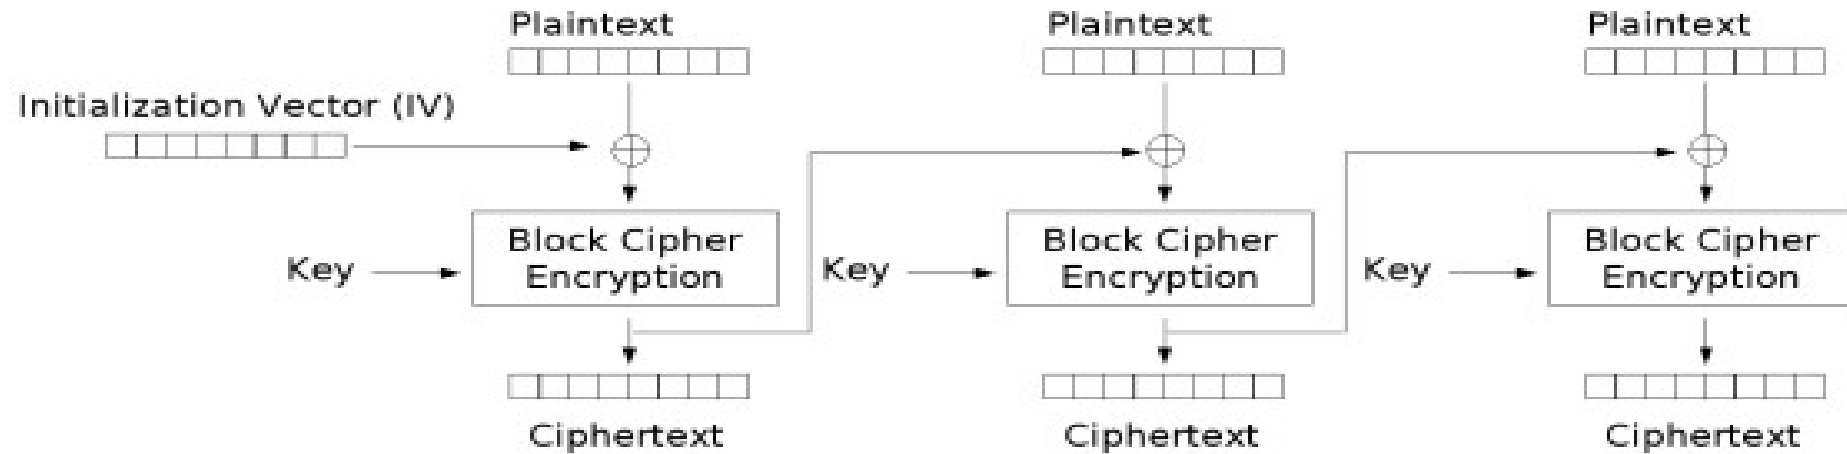 Plaintext
Plaintext
Plaintext
Initialization Vector (IV)
Block Cipher
Encryption
Block Cipher
Encryption
Block Cipher
Encryption
Key
Key
Key
Ciphertext
Ciphertext
Ciphertext